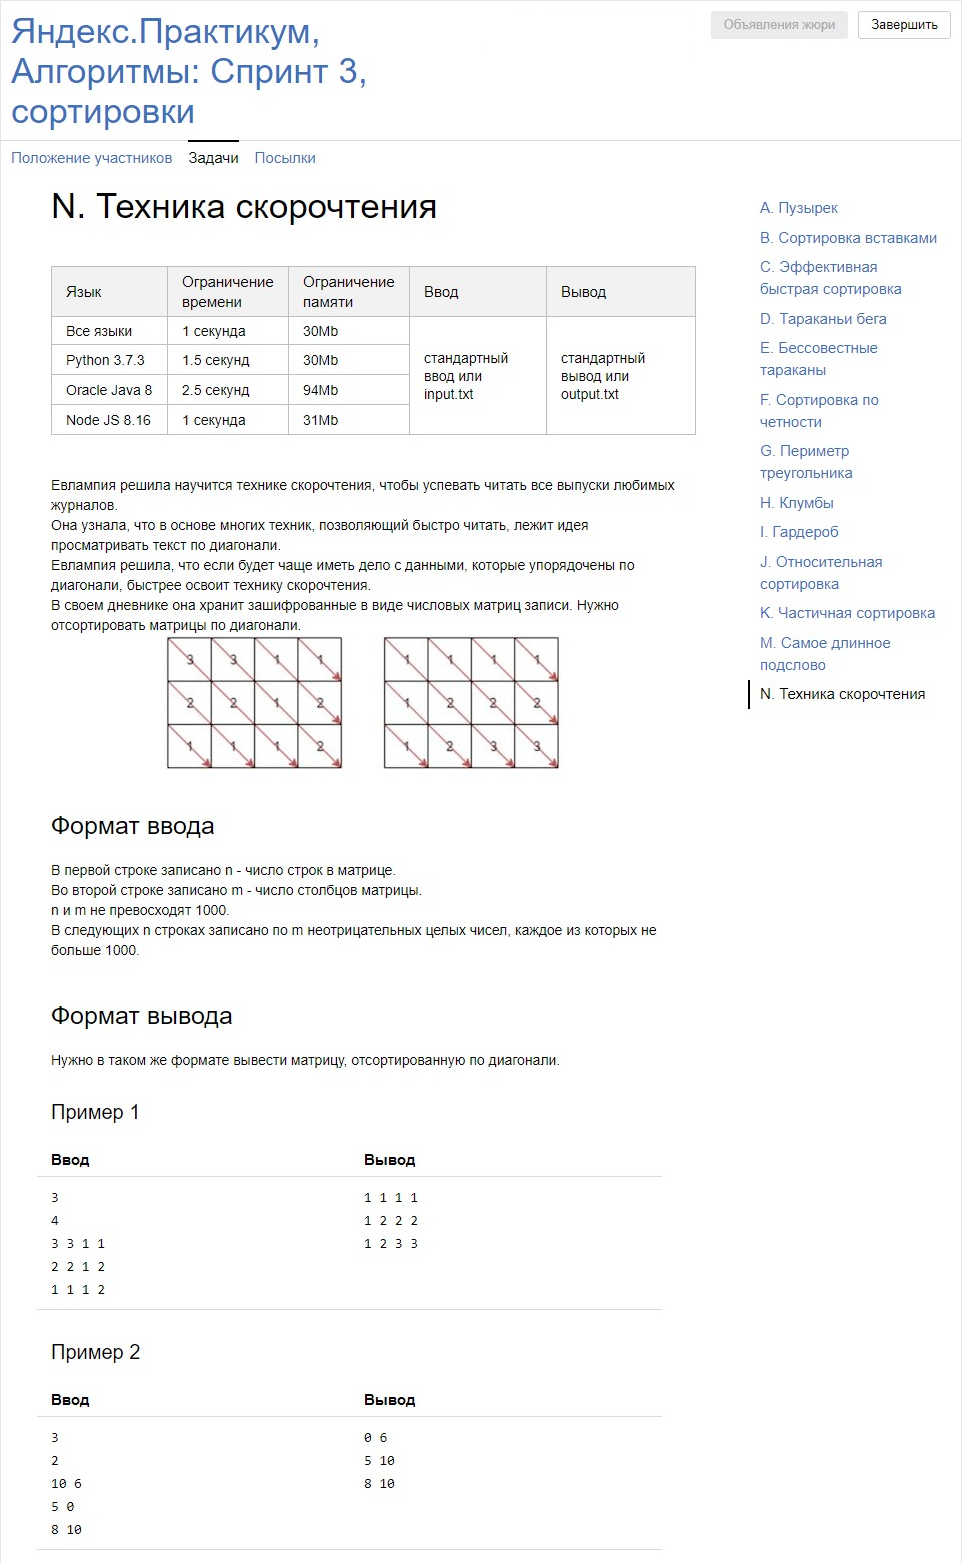 Яндекс.Практикум,
Алгоритмы: Спринт 3,
сортировки
Объявления жюри
Завершить
Положение участников
Задачи
Посылки
N. Техника скорочтения
Язык
Ограничение
времени
Ограничение
памяти
Ввод
Вывод
Все языки
1 секунда
30Mb
стандартный
ввод или
input.txt
стандартный
вывод или
output.txt
Python 3.7.3
1.5 секунд
30Mb
Oracle Java 8
2.5 секунд
94Mb
Node JS 8.16
1 секунда
31Mb
Евлампия решила научится технике скорочтения, чтобы успевать читать все выпуски любимых
журналов.
Она узнала, что в основе многих техник, позволяющий быстро читать, лежит идея
просматривать текст по диагонали.
Евлампия решила, что если будет чаще иметь дело с данными, которые упорядочены по
диагонали, быстрее освоит технику скорочтения.
В своем дневнике она хранит зашифрованные в виде числовых матриц записи. Нужно
отсортировать матрицы по диагонали.
3 3 1 1
2 2 1 2
1 1 1 2
1 1 1 1
1 2 2 2
1 2 3 3
Формат ввода
В первой строке записано n - число строк в матрице.
Во второй строке записано m - число столбцов матрицы.
n и m не превосходят 1000.
В следующих n строках записано по m неотрицательных целых чисел, каждое из которых не
больше 1000.
Формат вывода
Нужно в таком же формате вывести матрицу, отсортированную по диагонали.
Пример 1
Ввод
Вывод
3
4
3 3 1 1
2 2 1 2
1 1 1 2
1 1 1 1
1 2 2 2
1 2 3 3
Пример 2
Ввод
Вывод
3
2
10 6
5 0
8 10
0 6
5 10
8 10
A. Пузырек
B. Сортировка вставками
C. Эффективная
быстрая сортировка
D. Тараканьи бега
E. Бессовестные
тараканы
F. Сортировка по
четности
G. Периметр
треугольника
H. Клумбы
I. Гардероб
J. Относительная
сортировка
K. Частичная сортировка
M. Самое длинное
подслово
N. Техника скорочтения